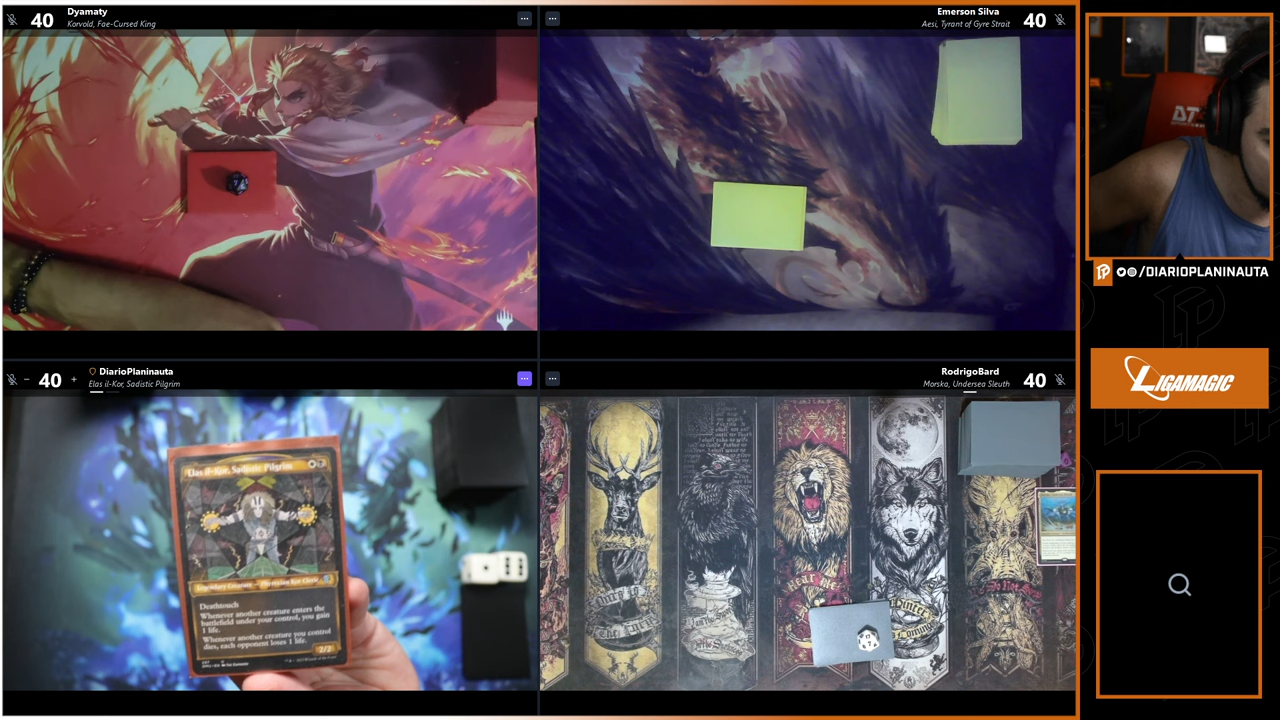 40
Dyamaty
Korvold, Fae-Cursed King
Emerson Silva
Aesi, Tyrant of Gyre Strait
40
DT
/DIARIOPLANINAUTA
LIGAMAGIC
− 40 +
DiarioPlaninauta
Elas il-Kor, Sadistic Pilgrim
RodrigoBard
Morska, Undersea Sleuth
40
Elas il-Kor, Sadistic Pilgrim
Legendary Creature — Phyrexian Kor Cleric
Deathtouch
Whenever another creature enters the
battlefield under your control, you gain
1 life.
Whenever another creature you control
dies, each opponent loses 1 life.
2/2
Hear Me